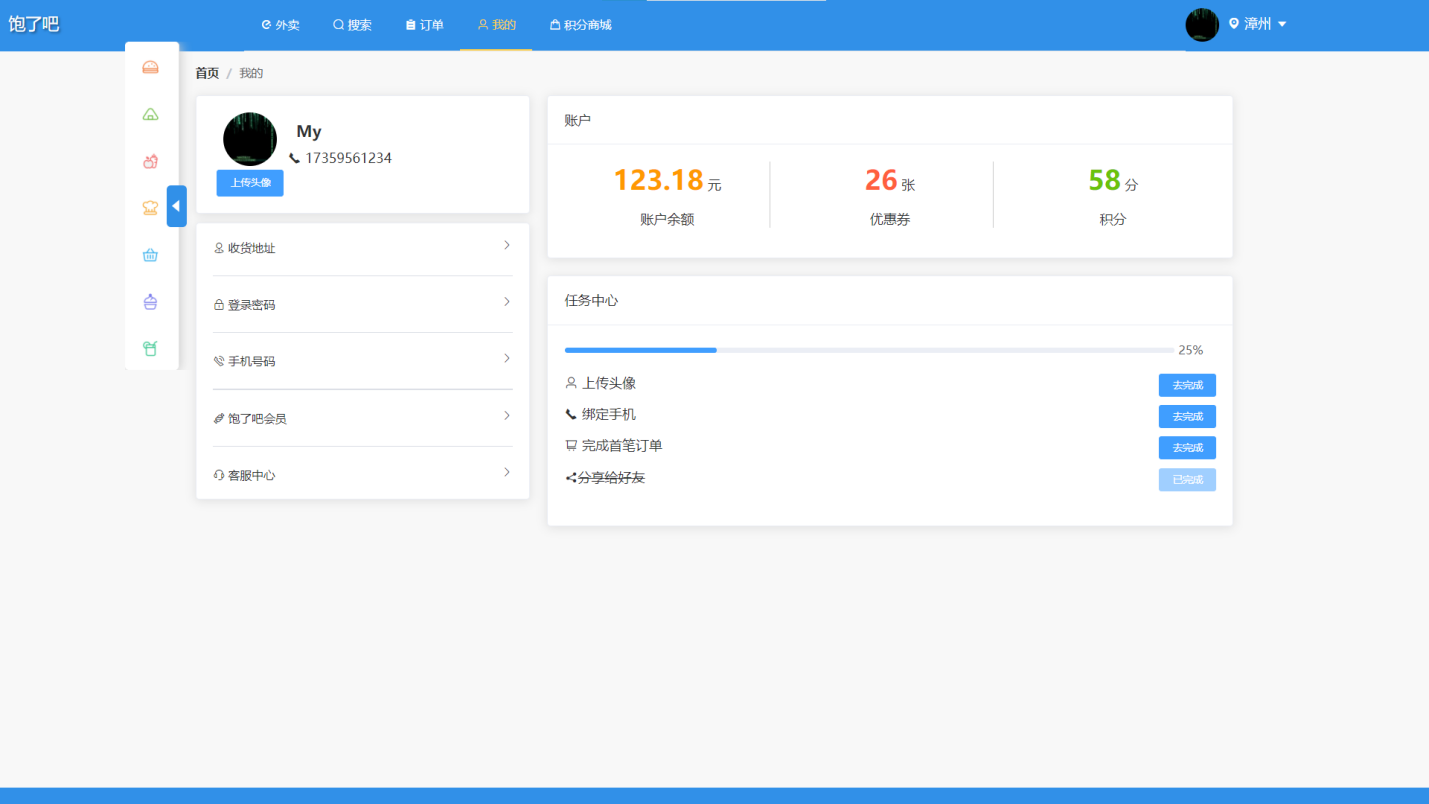 饱了吧
外卖 搜索 订单 我的 积分商城
漳州
首页 / 我的
My
17359561234
上传头像
收货地址
登录密码
手机号码
饱了吧会员
客服中心
账户
123.18 元
账户余额
26 张
优惠券
58 分
积分
任务中心
25%
上传头像 去完成
绑定手机 去完成
完成首笔订单 去完成
分享给好友 已完成